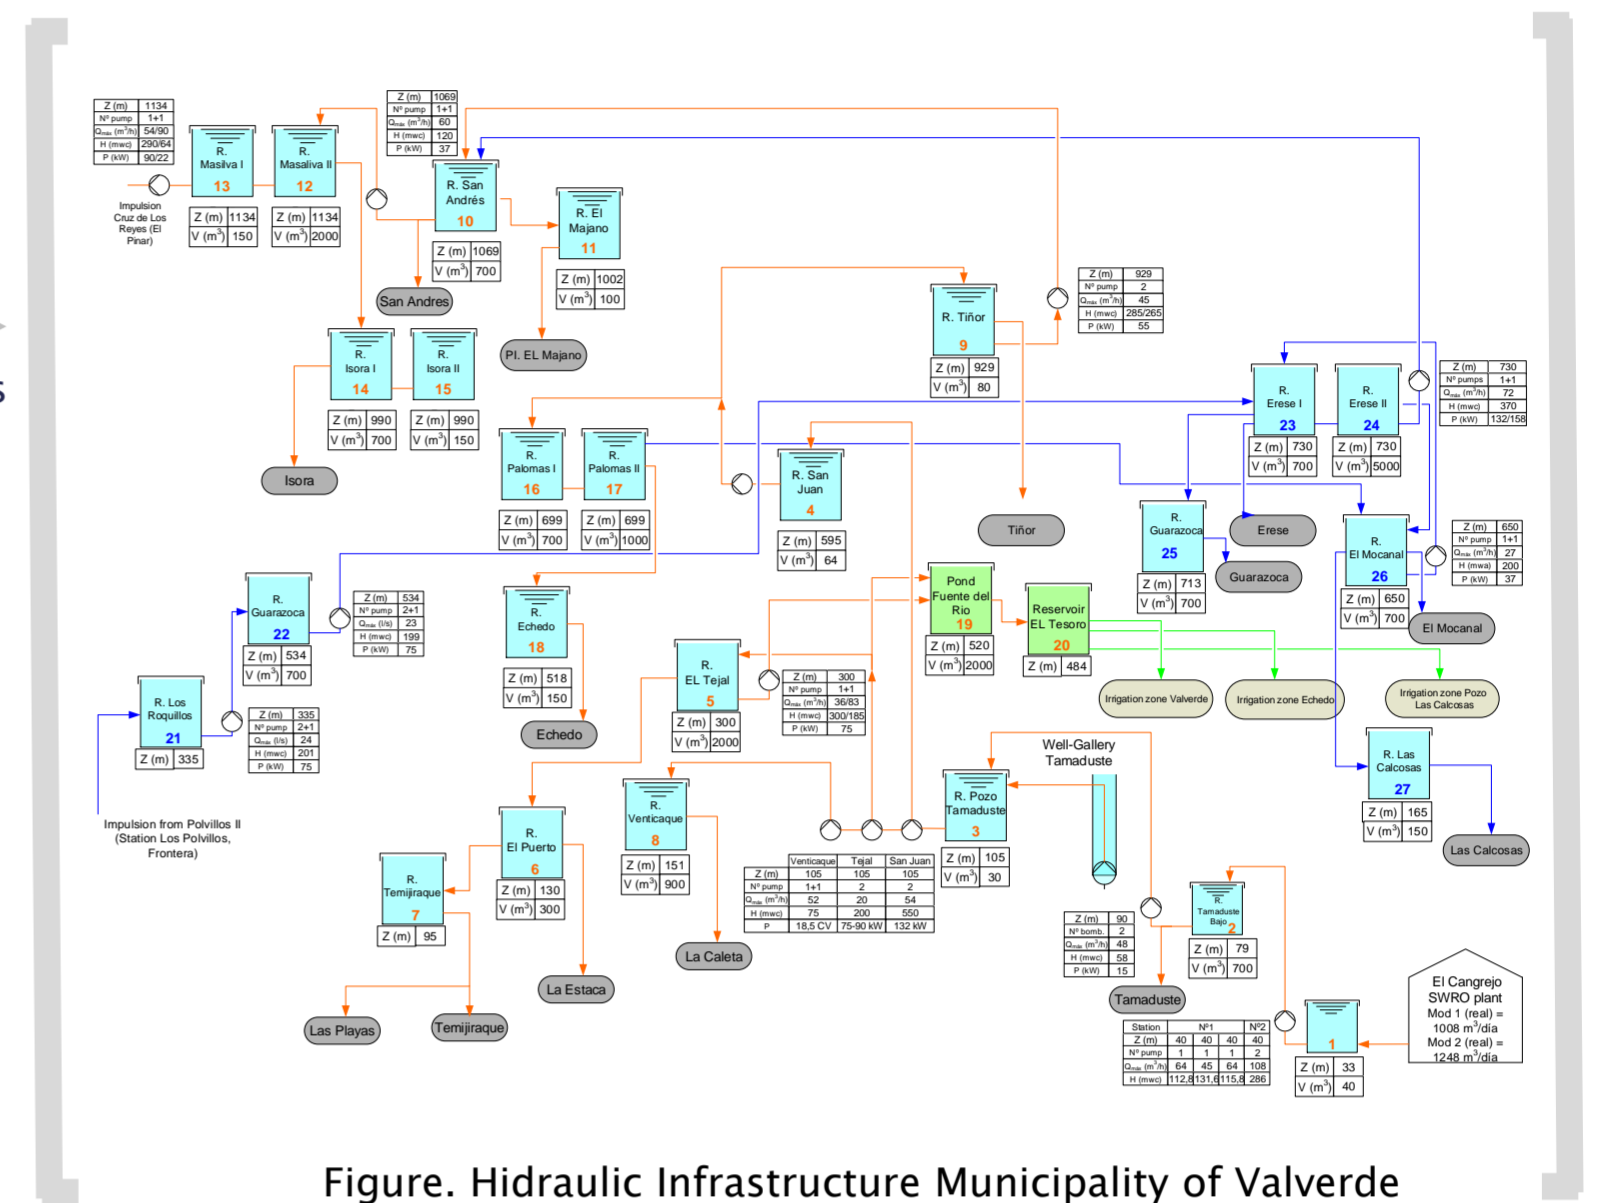 Z (m) 1134
Nº pump 1+1
Qmáx (m³/h) 54/90
H (mwc) 290/64
P (kW) 90/22
R.
Masilva I
13
R.
Masaliva II
12
Impulsion
Cruz de Los
Reyes (El
Pinar)
Z (m) 1134
V (m³) 150
Z (m) 1134
V (m³) 2000
Z (m) 1069
Nº pump 1+1
Qmáx (m³/h) 60
H (mwc) 120
P (kW) 37
R. San
Andrés
10
Z (m) 1069
V (m³) 700
R. El
Majano
11
Z (m) 1002
V (m³) 100
San Andres
Pl. EL Majano
R.
Isora I
14
R.
Isora II
15
Z (m) 990
V (m³) 700
Z (m) 990
V (m³) 150
Isora
R. Tiñor
9
Z (m) 929
V (m³) 80
Z (m) 929
Nº pump 2
Qmáx (m³/h) 45
H (mwc) 285/265
P (kW) 55
Tiñor
R.
Palomas I
16
R.
Palomas II
17
Z (m) 699
V (m³) 700
Z (m) 699
V (m³) 1000
R. San
Juan
4
Z (m) 595
V (m³) 64
R.
Erese I
23
R.
Erese II
24
Z (m) 730
V (m³) 700
Z (m) 730
V (m³) 5000
Z (m) 730
Nº pumps 1+1
Qmáx (m³/h) 72
H (mwc) 370
P (kW) 132/158
R.
Guarazoca
25
Z (m) 713
V (m³) 700
Erese
Guarazoca
R.
El Mocanal
26
Z (m) 650
V (m³) 700
Z (m) 650
Nº pump 1+1
Qmáx (m³/h) 27
H (mwa) 200
P (kW) 37
El Mocanal
R.
Guarazoca
22
Z (m) 534
V (m³) 700
Z (m) 534
Nº pump 2+1
Qmáx (l/s) 23
H (mwc) 199
P (kW) 75
R. Los
Roquillos
21
Z (m) 335
Z (m) 335
Nº pump 2+1
Qmáx (l/s) 24
H (mwc) 201
P (kW) 75
Impulsion from Polvillos II
(Station Los Polvillos,
Frontera)
R.
Echedo
18
Z (m) 518
V (m³) 150
Echedo
Pond
Fuente del
Rio
19
Z (m) 520
V (m³) 2000
Reservoir
EL Tesoro
20
Z (m) 484
Irrigation zone Valverde
Irrigation zone Echedo
Irrigation zone Pozo
Las Calcosas
R.
EL Tejal
5
Z (m) 300
V (m³) 2000
Z (m) 300
Nº pump 1+1
Qmáx (m³/h) 36/83
H (mwc) 300/185
P (kW) 75
R. Las
Calcosas
27
Z (m) 165
V (m³) 150
Las Calcosas
Well-Gallery
Tamaduste
R. Pozo
Tamaduste
3
Z (m) 105
V (m³) 30
R.
Venticaque
8
Z (m) 151
V (m³) 900
La Caleta
R.
El Puerto
6
Z (m) 130
V (m³) 300
La Estaca
R.
Temijiraque
7
Z (m) 95
Las Playas
Temijiraque
Venticaque Tejal San Juan
Z (m) 105 105 105
Nº pump 1+1 2 2
Qmáx (m³/h) 52 20 54
H (mwc) 75 200 550
P 18,5 CV 75-90 kW 132 kW
Z (m) 90
Nº bomb. 2
Qmáx (m³/h) 48
H (mwc) 58
P (kW) 15
R.
Tamaduste
Bajo
2
Z (m) 79
V (m³) 700
Tamaduste
Station Nº1 Nº2
Z (m) 40 40 40 40
Nº pump 1 1 1 2
Qmáx (m³/h) 64 45 64 108
H (mwc) 112,8 131,6 115,8 286
1
Z (m) 33
V (m³) 40
El Cangrejo
SWRO plant
Mod 1 (real) =
1008 m³/día
Mod 2 (real) =
1248 m³/día
Figure. Hidraulic Infrastructure Municipality of Valverde